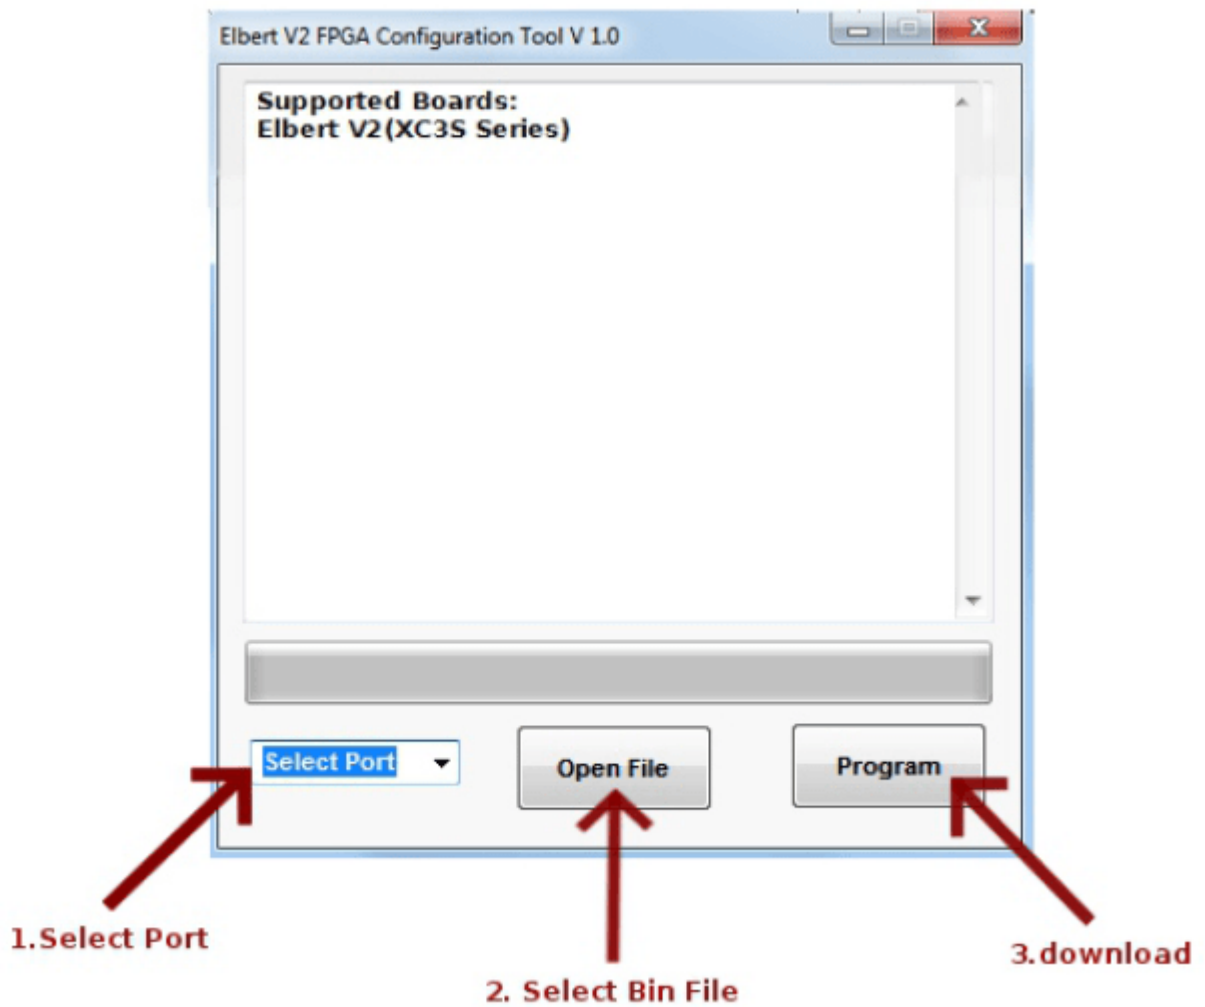 Elbert V2 FPGA Configuration Tool V 1.0
Supported Boards:
Elbert V2(XC3S Series)
Select Port
Open File
Program
1.Select Port
2. Select Bin File
3.download